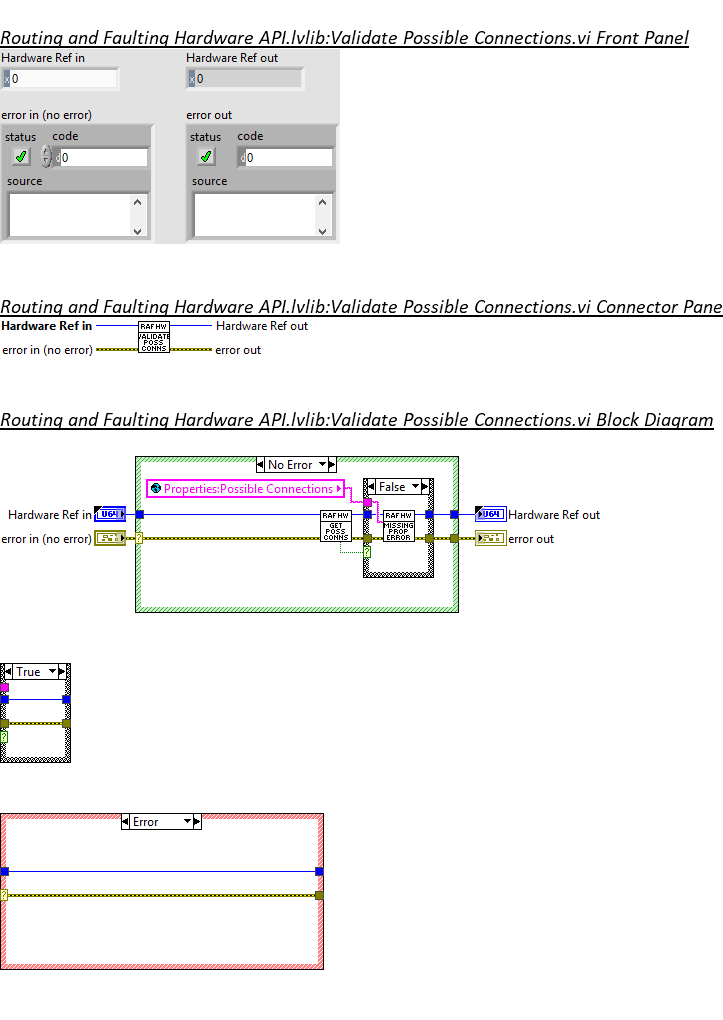 Routing and Faulting Hardware API.lvlib:Validate Possible Connections.vi Front Panel
Hardware Ref in Hardware Ref out
x 0 x 0
error in (no error) error out
status code status code
d 0 d 0
source source
Routing and Faulting Hardware API.lvlib:Validate Possible Connections.vi Connector Pane
Hardware Ref in RAF HW Hardware Ref out
VALIDATE
POSS
error in (no error) CONNS error out
Routing and Faulting Hardware API.lvlib:Validate Possible Connections.vi Block Diagram
No Error
Properties:Possible Connections False
Hardware Ref in U64 RAF HW RAF HW U64 Hardware Ref out
GET MISSING
POSS PROP
error in (no error) ? CONNS ERROR error out
?
True
?
Error
?